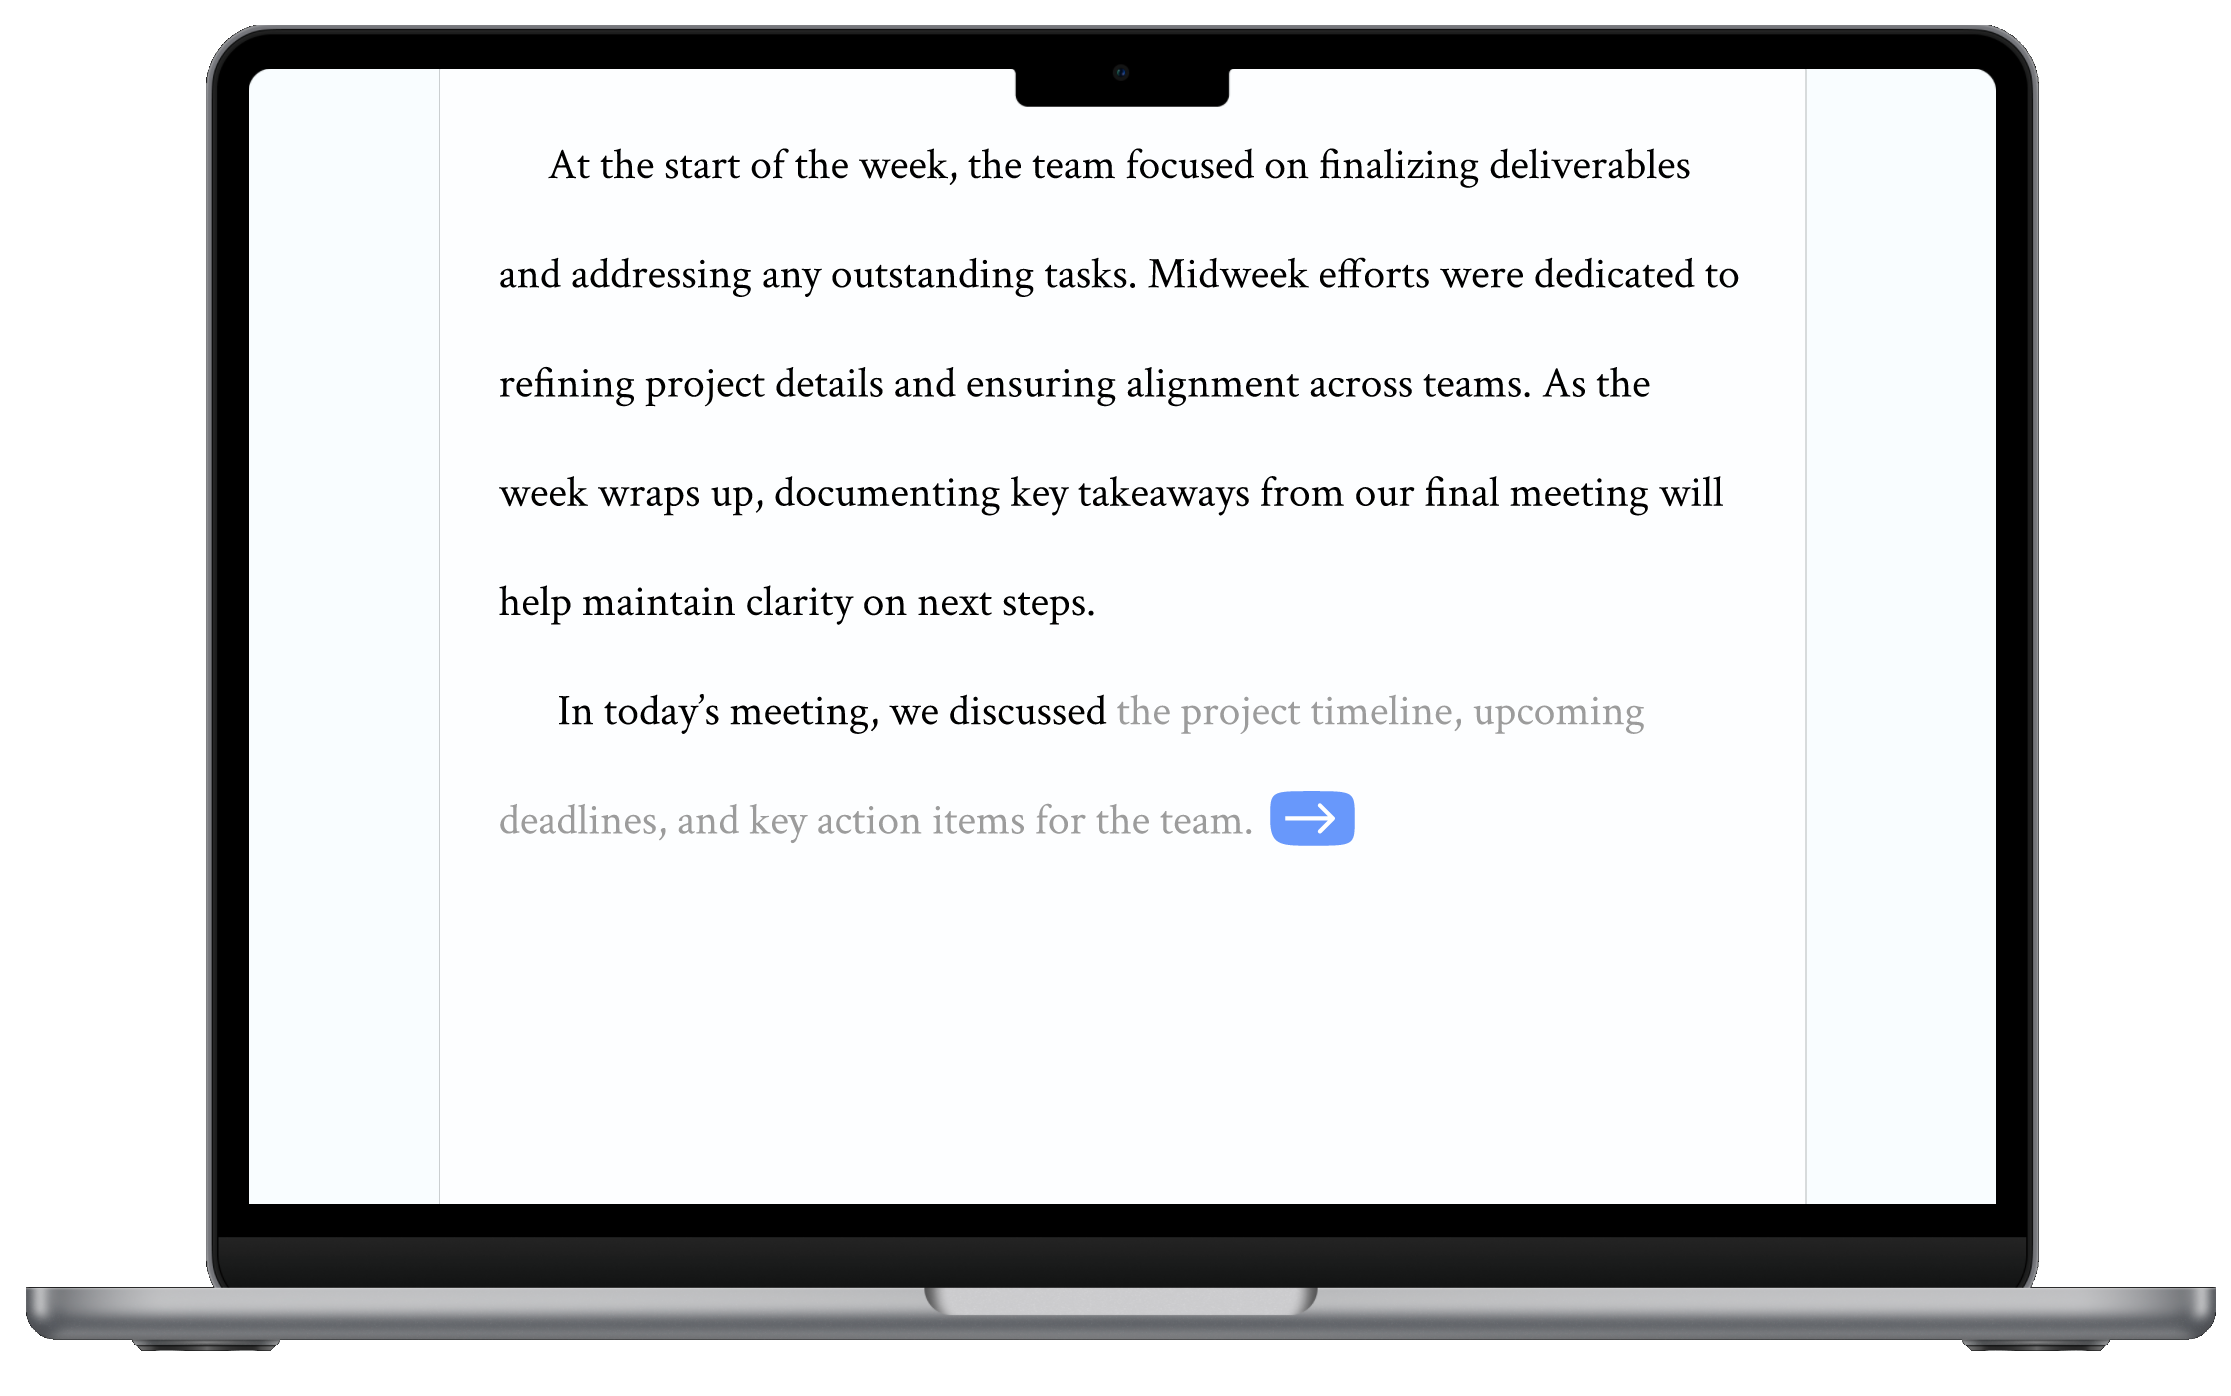 At the start of the week, the team focused on finalizing deliverables
and addressing any outstanding tasks. Midweek efforts were dedicated to
refining project details and ensuring alignment across teams. As the
week wraps up, documenting key takeaways from our final meeting will
help maintain clarity on next steps.
In today’s meeting, we discussed the project timeline, upcoming
deadlines, and key action items for the team.